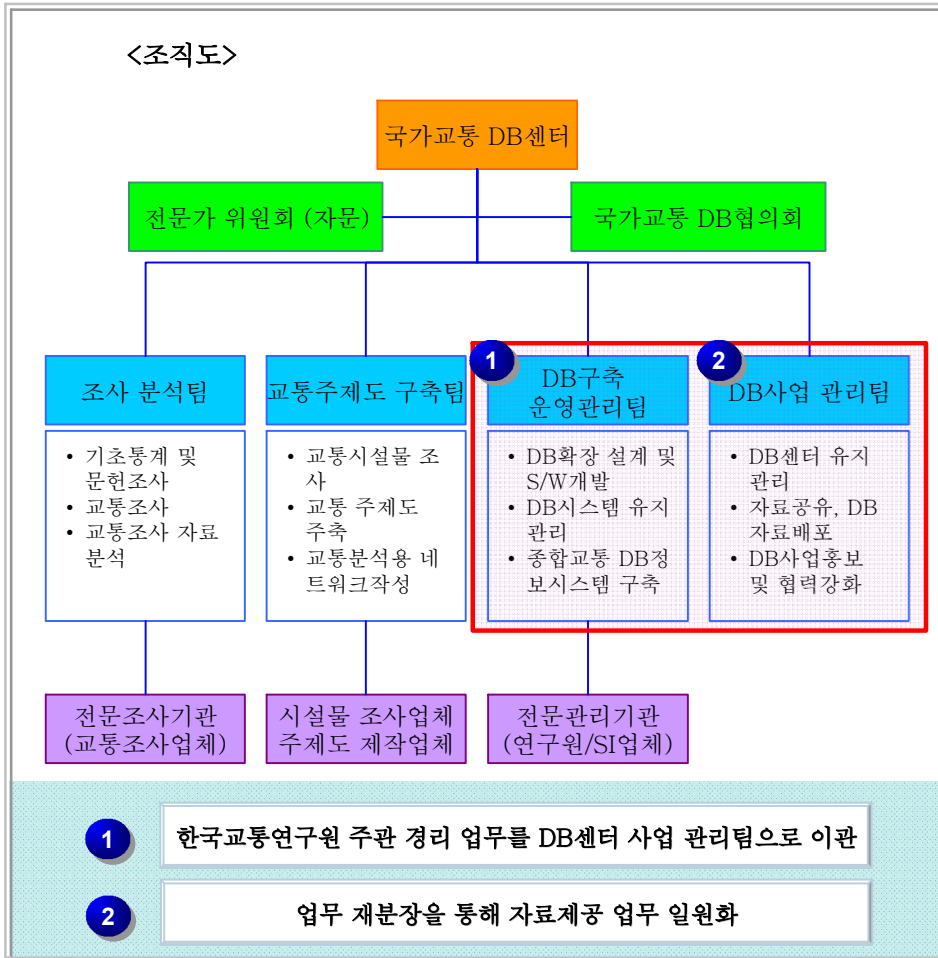 <조직도>
국가교통 DB센터
전문가 위원회 (자문)
국가교통 DB협의회
조사 분석팀
• 기초통계 및
문헌조사
• 교통조사
• 교통조사 자료
분석
전문조사기관
(교통조사업체)
교통주제도 구축팀
• 교통시설물 조
사
• 교통 주제도
주축
• 교통분석용 네
트워크작성
시설물 조사업체
주제도 제작업체
1
DB구축
운영관리팀
• DB확장 설계 및
S/W개발
• DB시스템 유지
관리
• 종합교통 DB정
보시스템 구축
전문관리기관
(연구원/SI업체)
2
DB사업 관리팀
• DB센터 유지
관리
• 자료공유, DB
자료배포
• DB사업홍보
및 협력강화
1 한국교통연구원 주관 경리 업무를 DB센터 사업 관리팀으로 이관
2 업무 재분장을 통해 자료제공 업무 일원화